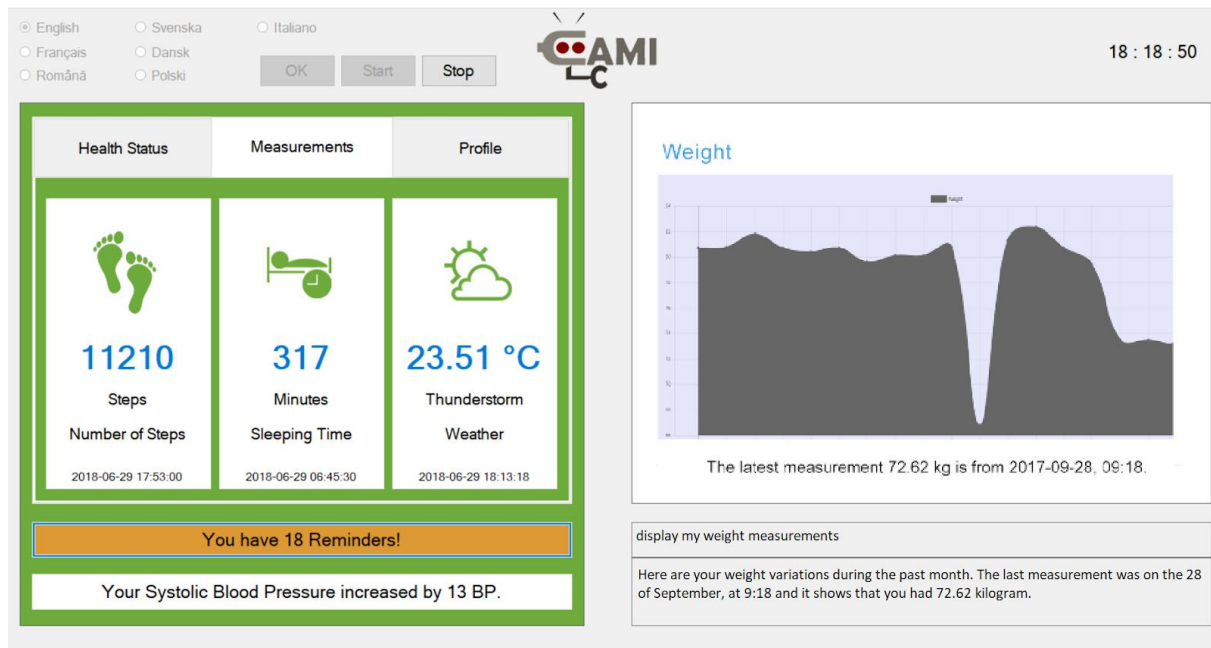 English
Svenska
Italiano
Français
Dansk
Română
Polski
OK
Start
Stop
CAMI
C
18 : 18 : 50
Health Status
Measurements
Profile
11210
Steps
Number of Steps
2018-06-29 17:53:00
317
Minutes
Sleeping Time
2018-06-29 06:45:30
23.51 °C
Thunderstorm
Weather
2018-06-29 18:13:18
You have 18 Reminders!
Your Systolic Blood Pressure increased by 13 BP.
Weight
The latest measurement 72.62 kg is from 2017-09-28, 09:18.
display my weight measurements
Here are your weight variations during the past month. The last measurement was on the 28
of September, at 9:18 and it shows that you had 72.62 kilogram.